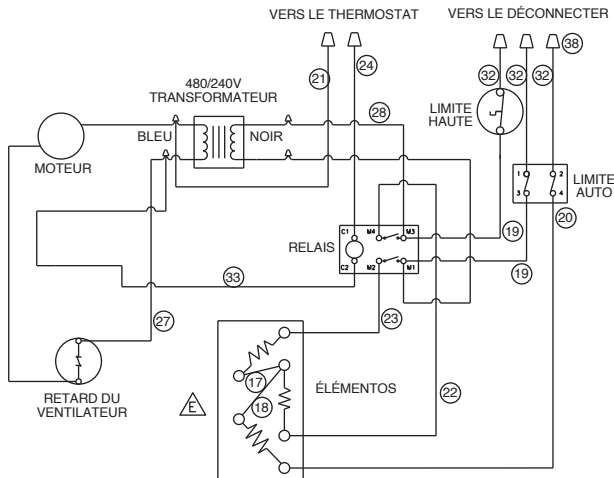 VERS LE THERMOSTAT
VERS LE DÉCONNECTER
38
21
24
32
32
32
480/240V
TRANSFORMATEUR
BLEU
NOIR
28
MOTEUR
LIMITE
HAUTE
1
2
3
4
LIMITE
AUTO
20
19
19
RELAIS
C1
M4
M3
C2
M2
M1
33
27
23
22
RETARD DU
VENTILATEUR
E
17
18
ÉLÉMENTOS